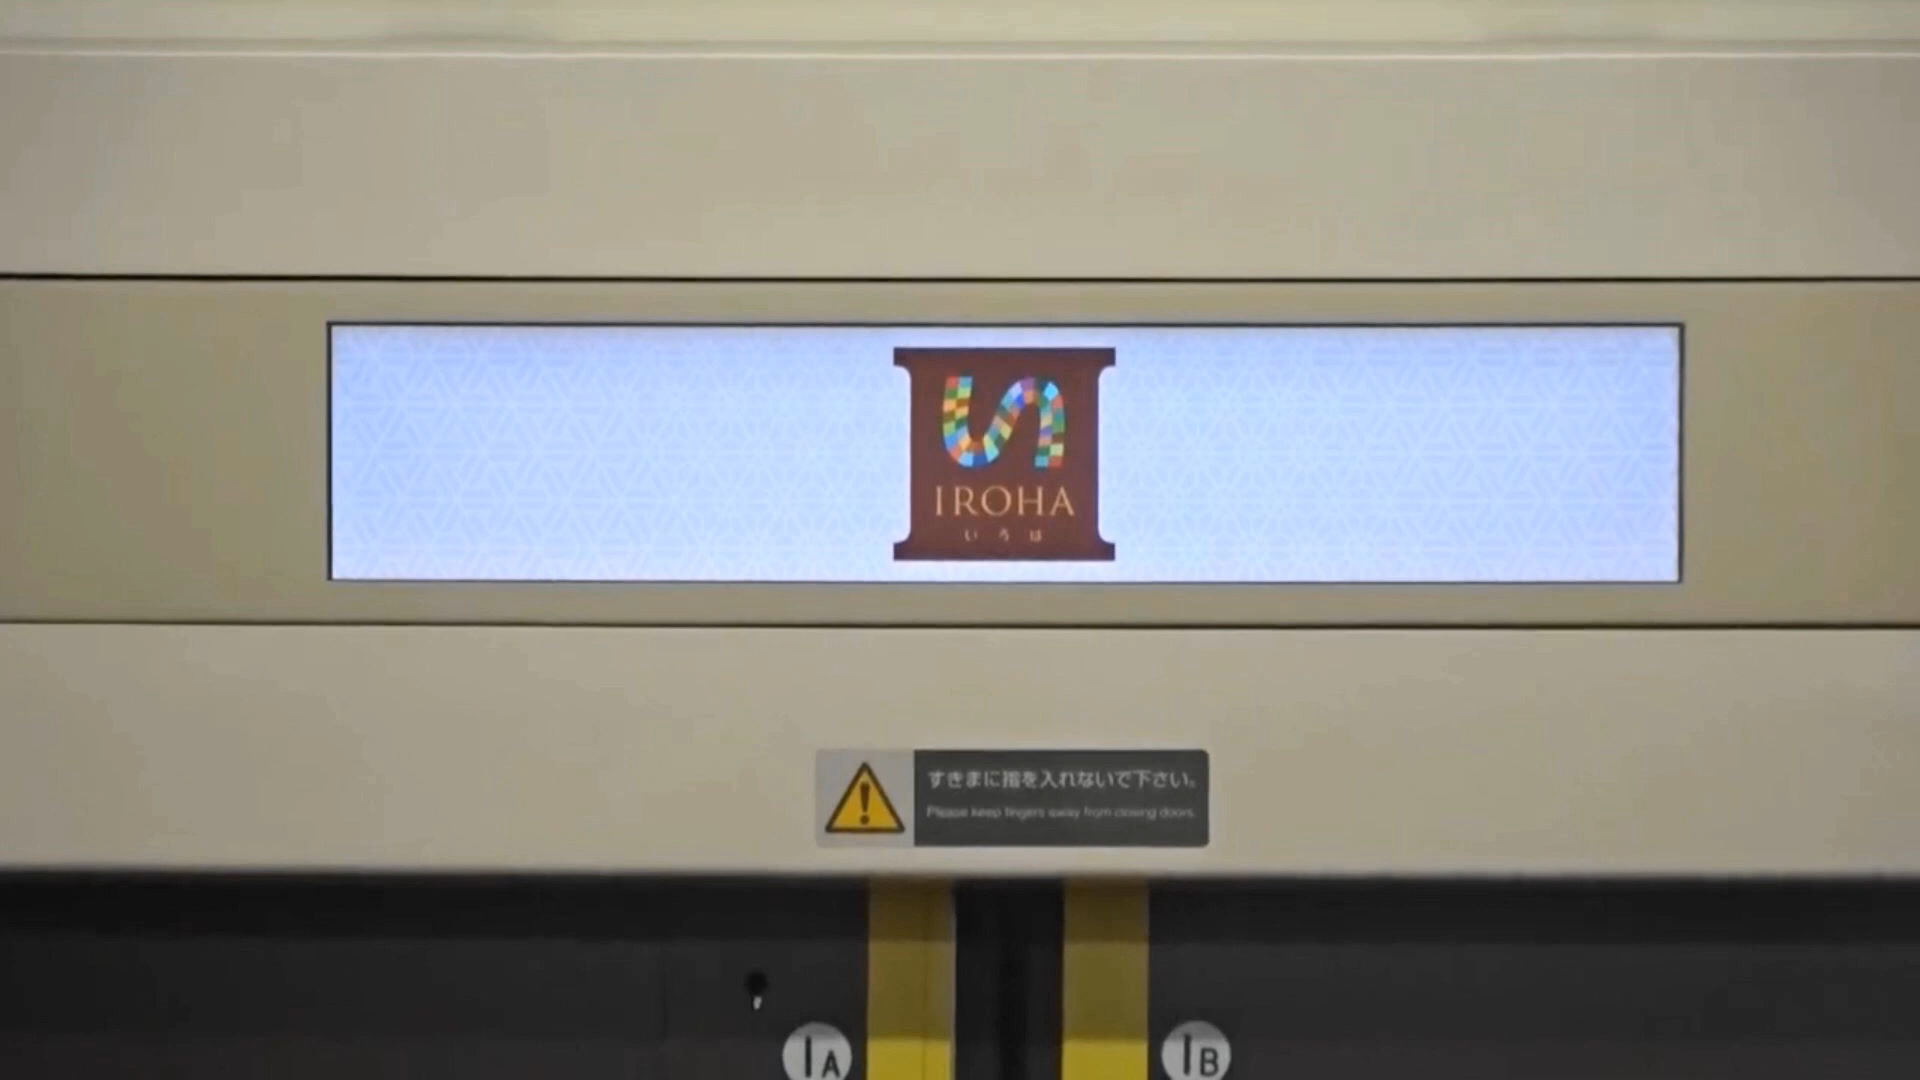 IROHA
いろは
すきまに指を入れないで下さい。
Please keep fingers away from closing doors.
1A
1B